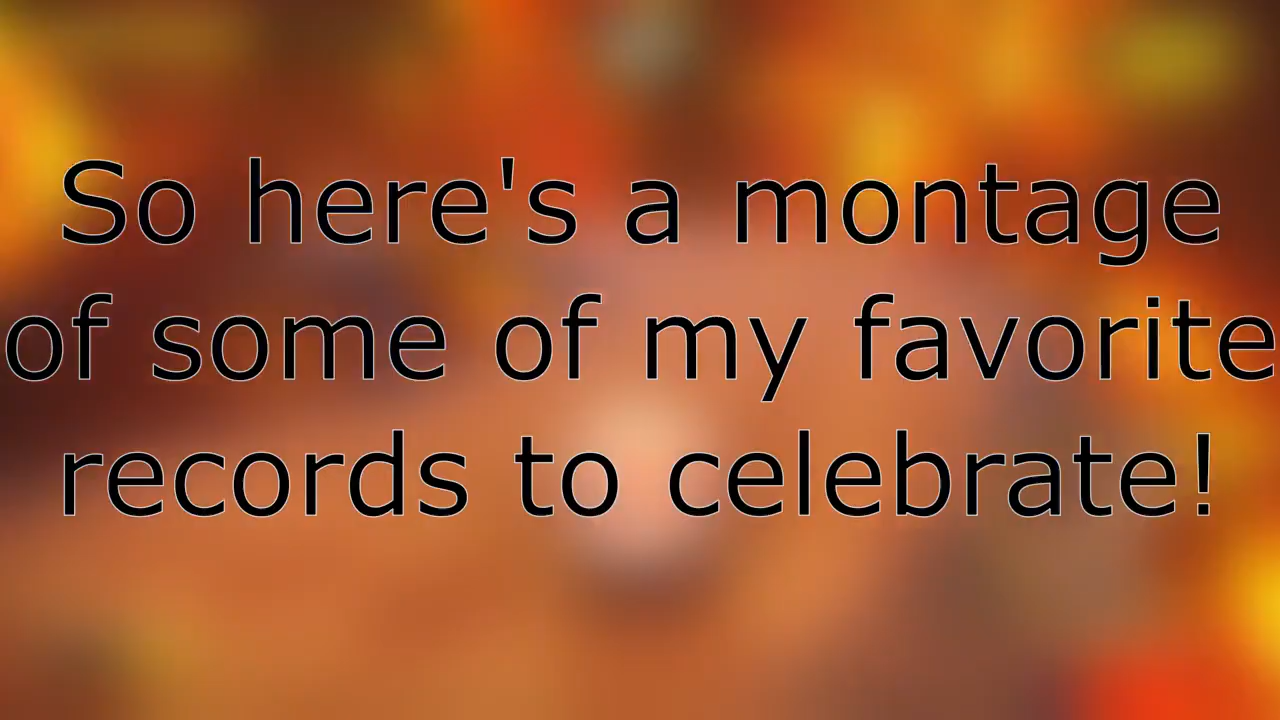 So here's a montage
of some of my favorite
records to celebrate!